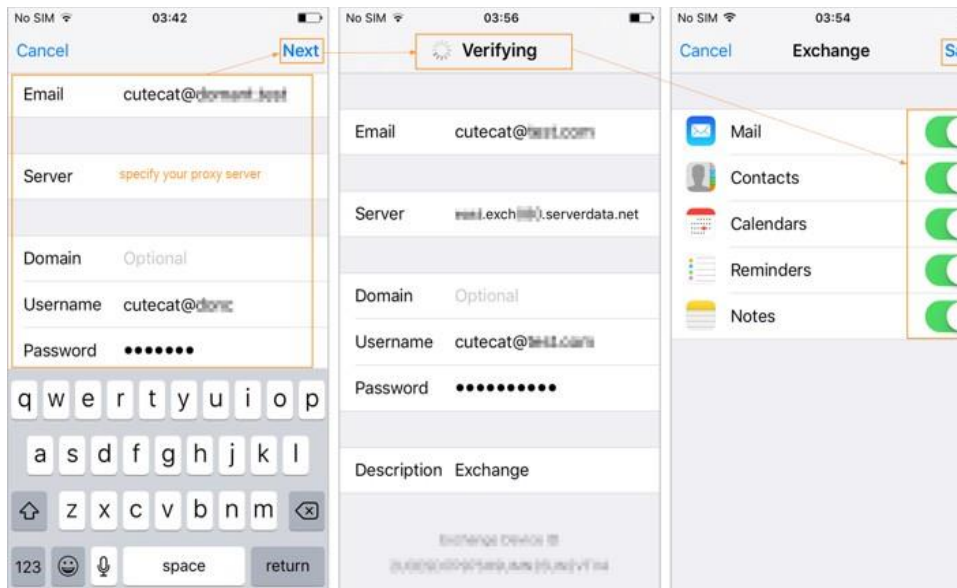 No SIM 03:42
Cancel Next
Email cutecat@
Server specify your proxy server
Domain Optional
Username cutecat@
Password
q w e r t y u i o p
a s d f g h j k l
z x c v b n m
123 space return
No SIM 03:56
Verifying
Email cutecat@
Server .exch .serverdata.net
Domain Optional
Username cutecat@
Password
Description Exchange
No SIM 03:54
Cancel Exchange
Mail
Contacts
Calendars
Reminders
Notes